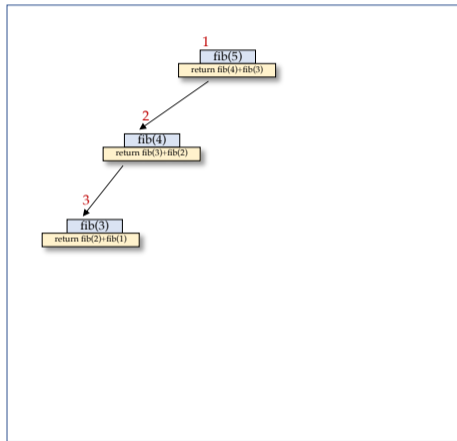 1
fib(5)
return fib(4)+fib(3)
2
fib(4)
return fib(3)+fib(2)
3
fib(3)
return fib(2)+fib(1)